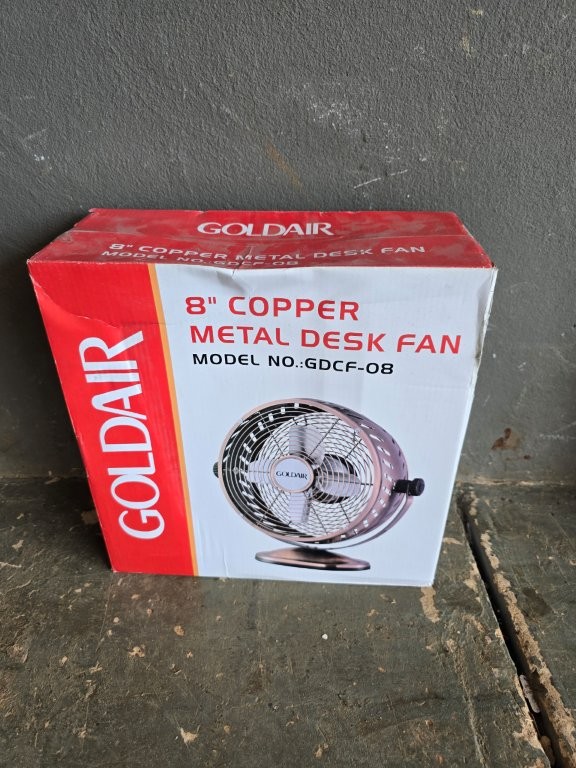 GOLDAIR
8" COPPER METAL DESK FAN
MODEL NO.:GDCF-08
GOLDAIR
8" COPPER
METAL DESK FAN
MODEL NO.:GDCF-08
GOLDAIR